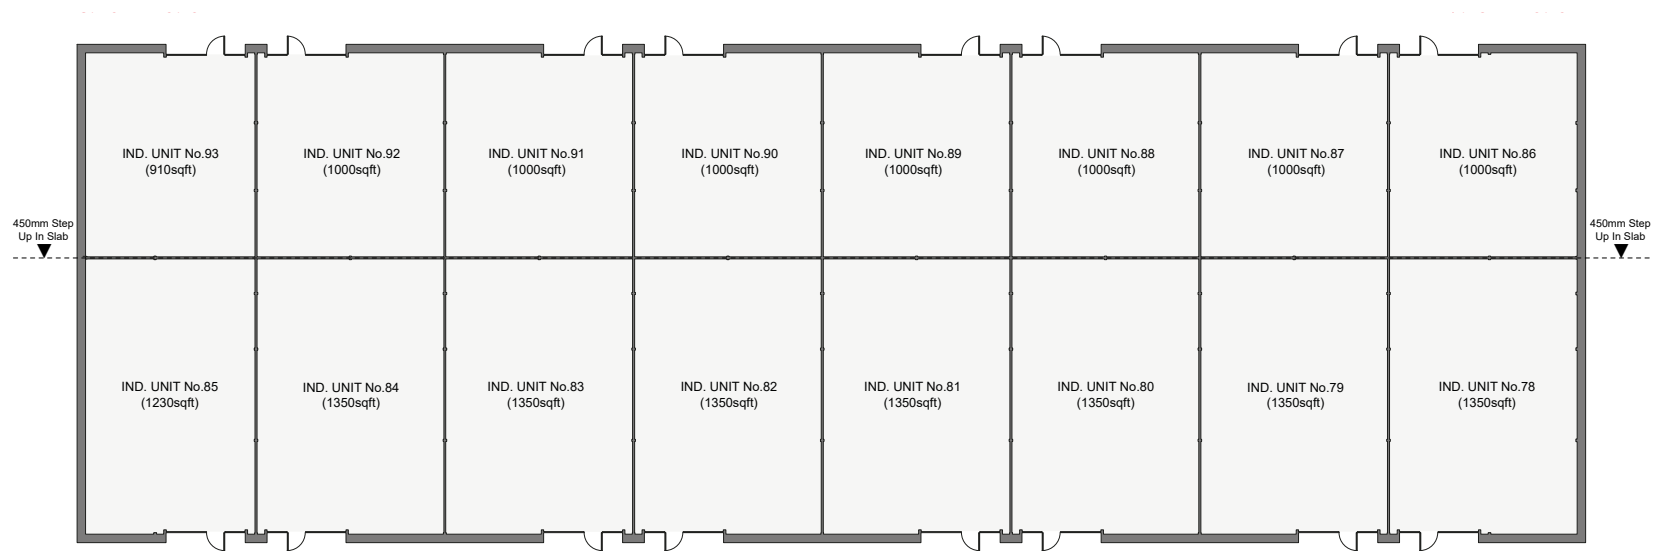 IND. UNIT No.93
(910sqft)
IND. UNIT No.92
(1000sqft)
IND. UNIT No.91
(1000sqft)
IND. UNIT No.90
(1000sqft)
IND. UNIT No.89
(1000sqft)
IND. UNIT No.88
(1000sqft)
IND. UNIT No.87
(1000sqft)
IND. UNIT No.86
(1000sqft)
450mm Step
Up In Slab
450mm Step
Up In Slab
IND. UNIT No.85
(1230sqft)
IND. UNIT No.84
(1350sqft)
IND. UNIT No.83
(1350sqft)
IND. UNIT No.82
(1350sqft)
IND. UNIT No.81
(1350sqft)
IND. UNIT No.80
(1350sqft)
IND. UNIT No.79
(1350sqft)
IND. UNIT No.78
(1350sqft)